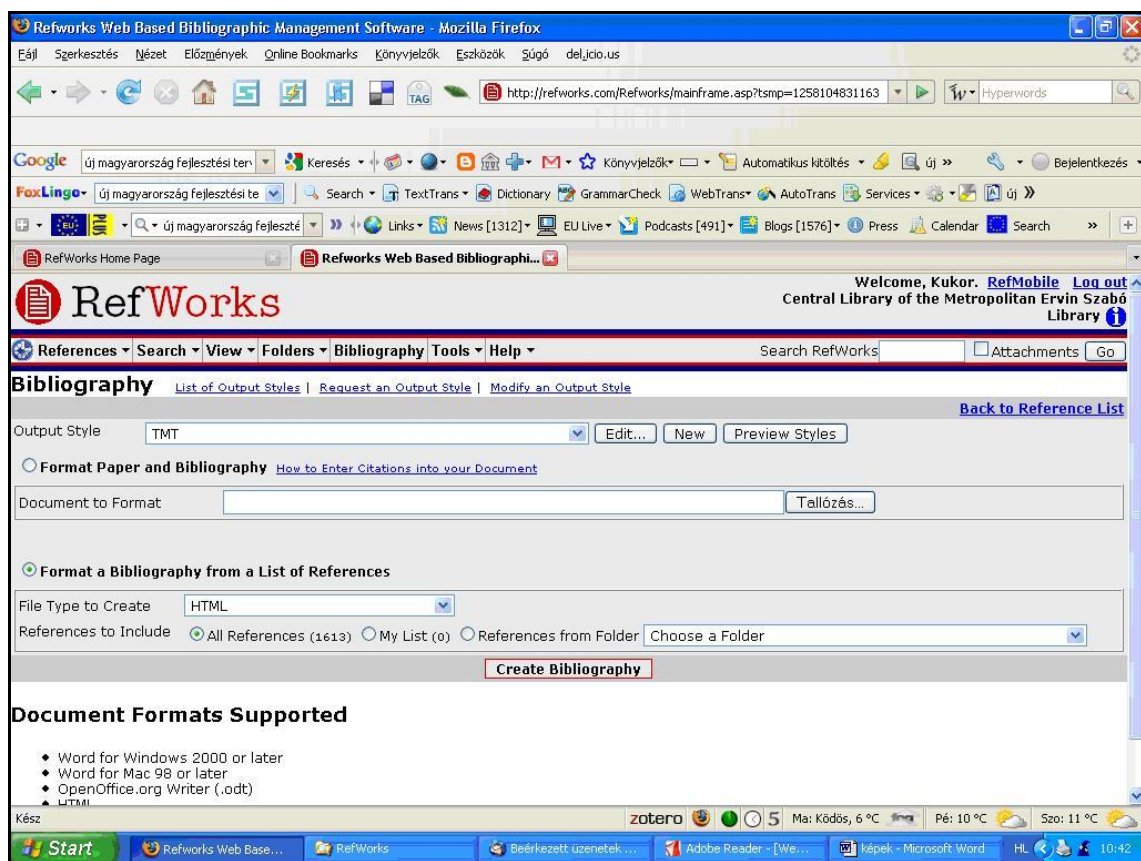 Refworks Web Based Bibliographic Management Software - Mozilla Firefox
Fájl Szerkesztés Nézet Előzmények Online Bookmarks Könyvjelzők Eszközök Súgó del.icio.us
TAG http://refworks.com/Refworks/mainframe.asp?tsmp=1258104831163 Hyperwords
Google új magyarország fejlesztési terv Keresés Könyvjelzők Automatikus kitöltés új » Bejelentkezés
FoxLingo új magyarország fejlesztési te Search TextTrans Dictionary GrammarCheck WebTrans AutoTrans Services új »
EU új magyarország fejleszté » Links News [1312] EU Live Podcasts [491] Blogs [1576] Press Calendar Search »
RefWorks Home Page Refworks Web Based Bibliographi...
Welcome, Kukor. RefMobile Log out
RefWorks Central Library of the Metropolitan Ervin Szabó
Library
References Search View Folders Bibliography Tools Help Search RefWorks Attachments Go
Bibliography List of Output Styles | Request an Output Style | Modify an Output Style
Back to Reference List
Output Style TMT Edit... New Preview Styles
Format Paper and Bibliography How to Enter Citations into your Document
Document to Format Tallózás...
Format a Bibliography from a List of References
File Type to Create HTML
References to Include All References (1613) My List (0) References from Folder Choose a Folder
Create Bibliography
Document Formats Supported
• Word for Windows 2000 or later
• Word for Mac 98 or later
• OpenOffice.org Writer (.odt)
• HTML
Kész zotero 5 Ma: Ködös, 6 °C Pé: 10 °C Szo: 11 °C
Start Refworks Web Base... RefWorks Beérkezett üzenetek ... Adobe Reader - [We... képek - Microsoft Word HL 10:42